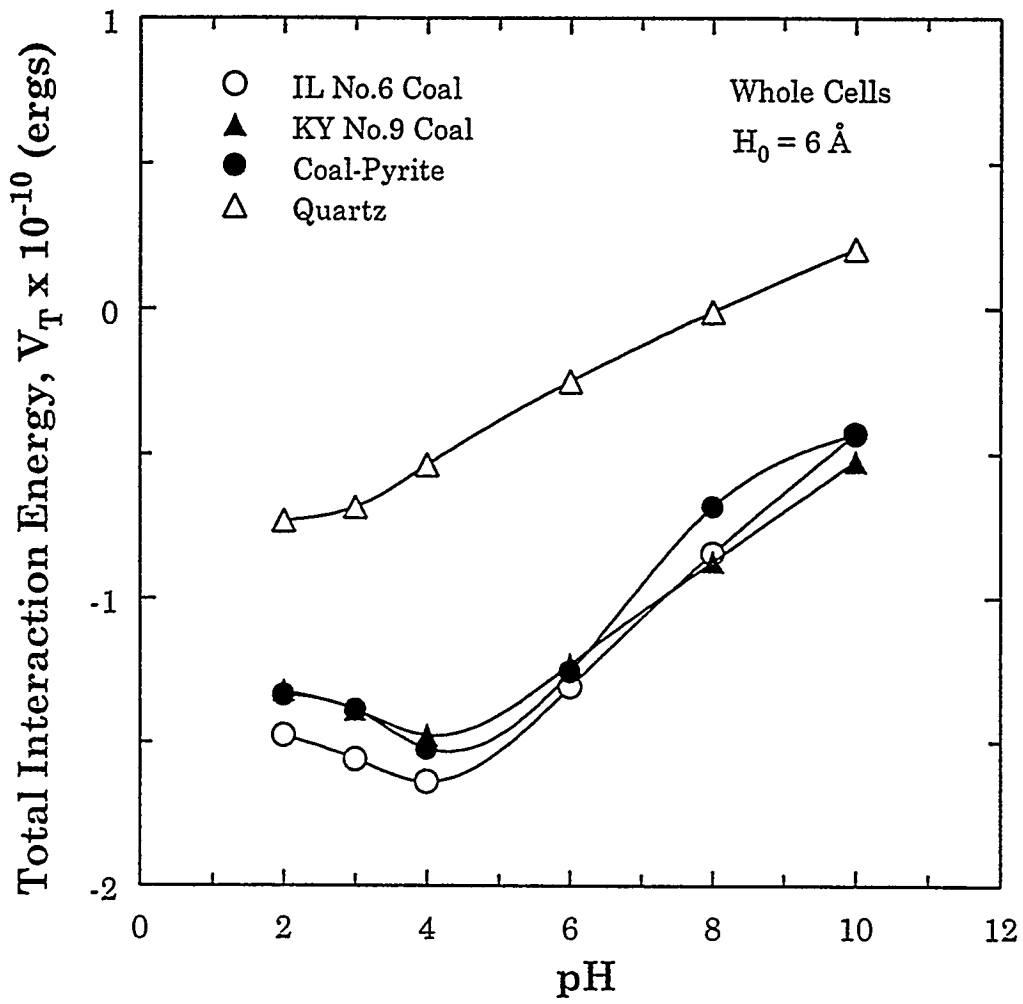 Total Interaction Energy, V_T x 10^-10 (ergs)
1
0
-1
-2
IL No.6 Coal
KY No.9 Coal
Coal-Pyrite
Quartz
Whole Cells
H₀ = 6 Å
0 2 4 6 8 10 12
pH